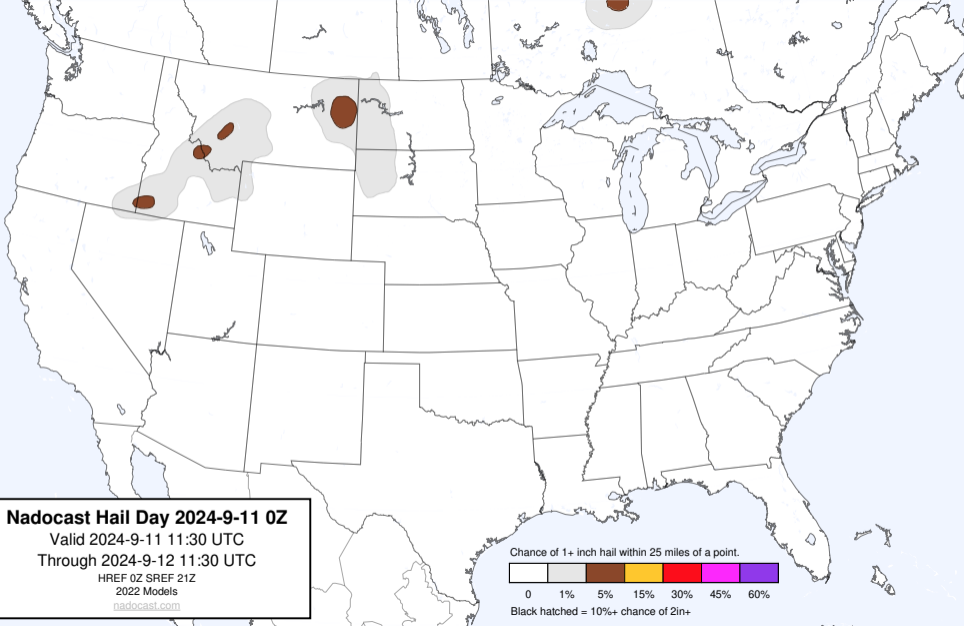 Nadocast Hail Day 2024-9-11 0Z
Valid 2024-9-11 11:30 UTC
Through 2024-9-12 11:30 UTC
HREF 0Z SREF 21Z
2022 Models
nadocast.com
Chance of 1+ inch hail within 25 miles of a point.
0 1% 5% 15% 30% 45% 60%
Black hatched = 10%+ chance of 2in+